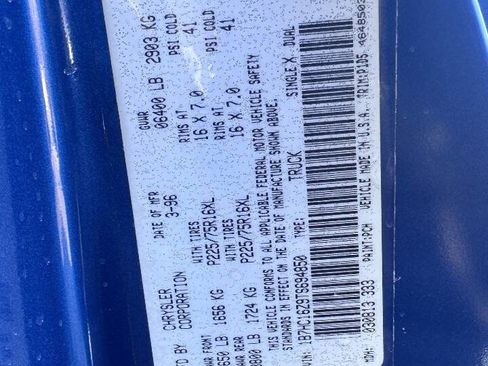 MFD BY CHRYSLER CORPORATION DATE OF MFR 3-96 GVWR 06400 LB 2903 KG
GAWR FRONT WITH TIRES RIMS AT PSI COLD
3650 LB 1656 KG P225/75R16XL 16 X 7.0 41
GAWR REAR WITH TIRES RIMS AT PSI COLD
3800 LB 1724 KG P225/75R16XL 16 X 7.0 41
THIS VEHICLE CONFORMS TO ALL APPLICABLE FEDERAL MOTOR VEHICLE SAFETY
STANDARDS IN EFFECT ON THE DATE OF MANUFACTURE SHOWN ABOVE.
VIN: 1B7HC16Z9TS694850 TYPE: TRUCK SINGLE X DUAL
MDH: 030813 333 PAINT:PCH VEHICLE MADE IN U.S.A. TRIM:P1D5